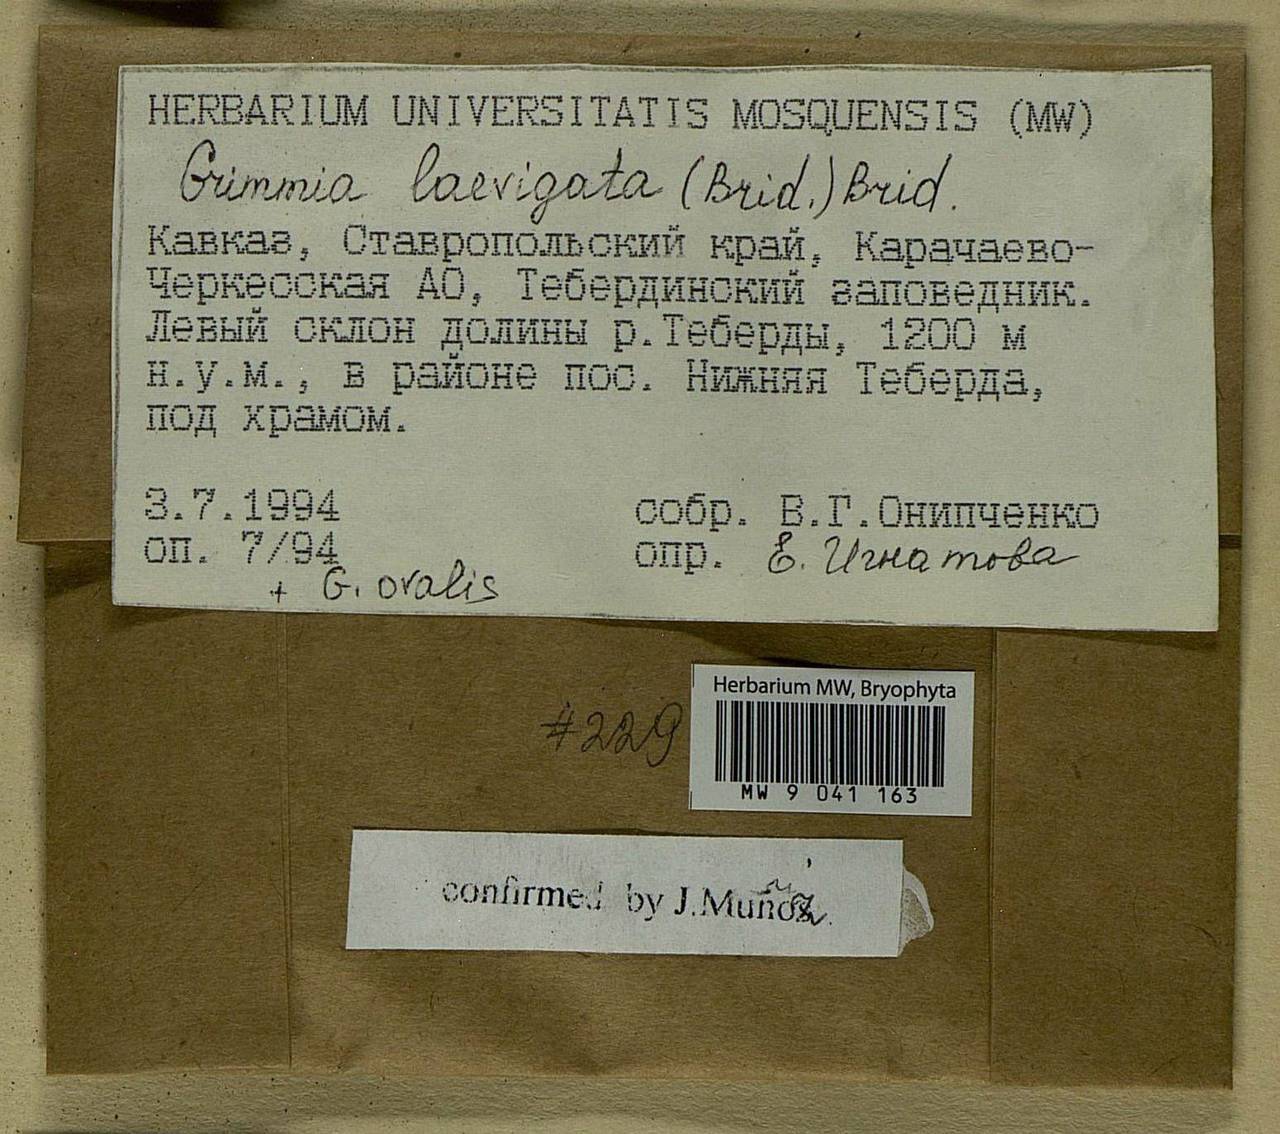 HERBARIUM UNIVERSITATIS MOSQUENSIS (MW)
Grimmia laevigata (Brid.) Brid.
Кавказ, Ставропольский край, Карачаево-
Черкесская АО, Тебердинский заповедник.
Левый склон долины р.Теберды, 1200 м
н.у.м., в районе пос. Нижняя Теберда,
под храмом.
3.7.1994 собр. В.Г.Онипченко
оп. 7/94 опр. Е. Игнатова
+ G. ovalis
#229
Herbarium MW, Bryophyta
MW 9 041 163
confirmed by J.Muñoz